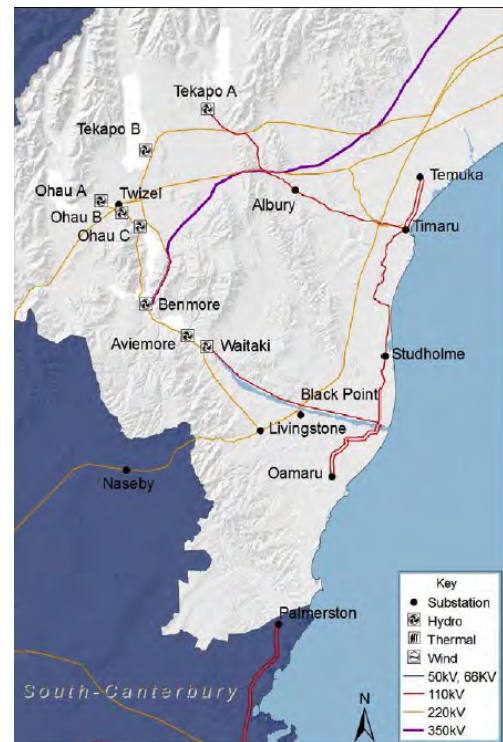 Tekapo A
Tekapo B
Temuka
Ohau A
Twizel
Albury
Ohau B
Timaru
Ohau C
Benmore
Aviemore
Waitaki
Studholme
Black Point
Livingstone
Naseby
Oamaru
Palmerston
South-Canterbury
N
Key
Substation
Hydro
Thermal
Wind
50kV, 66KV
110kV
220kV
350kV